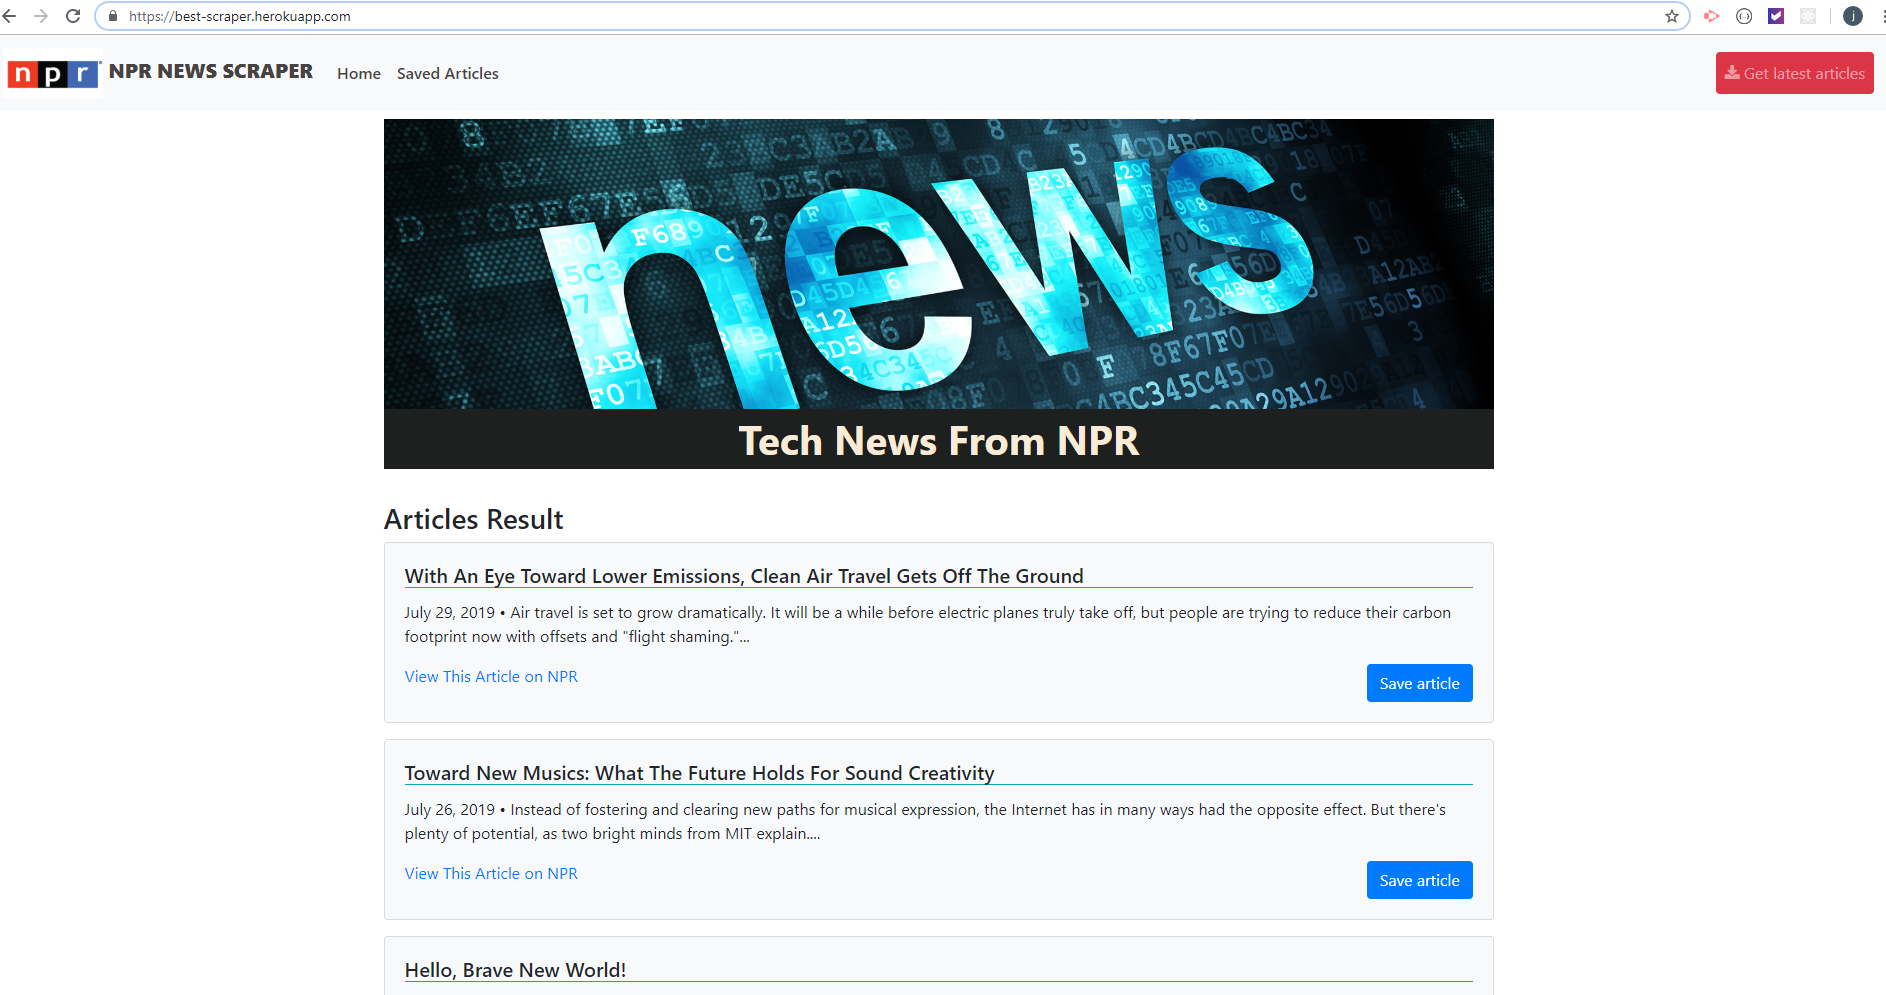 https://best-scraper.herokuapp.com
j
npr
NPR NEWS SCRAPER
Home
Saved Articles
Get latest articles
news
Tech News From NPR
Articles Result
With An Eye Toward Lower Emissions, Clean Air Travel Gets Off The Ground
July 29, 2019 • Air travel is set to grow dramatically. It will be a while before electric planes truly take off, but people are trying to reduce their carbon
footprint now with offsets and "flight shaming."...
View This Article on NPR
Save article
Toward New Musics: What The Future Holds For Sound Creativity
July 26, 2019 • Instead of fostering and clearing new paths for musical expression, the Internet has in many ways had the opposite effect. But there's
plenty of potential, as two bright minds from MIT explain....
View This Article on NPR
Save article
Hello, Brave New World!